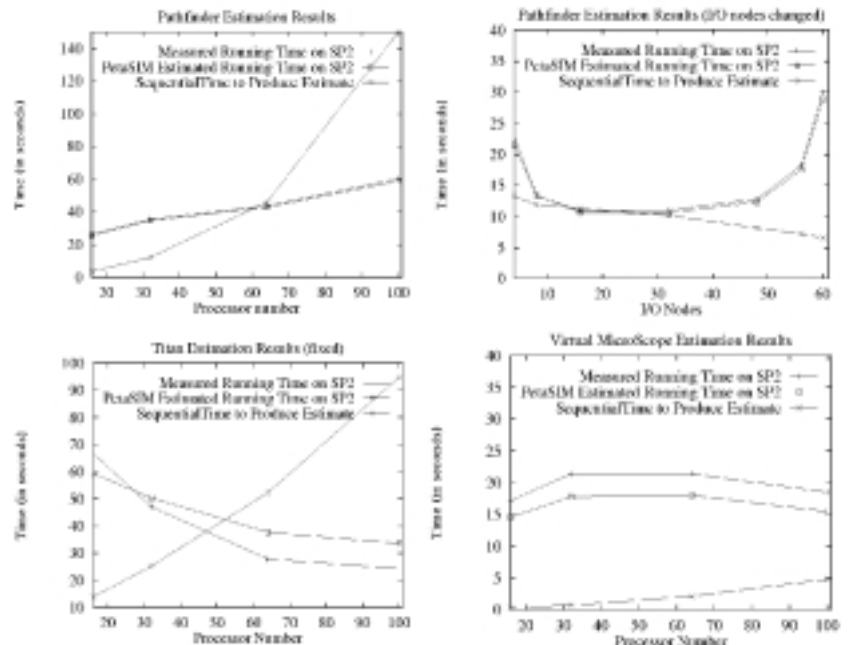 Pathfinder Estimation Results
Time (in seconds)
140
120
100
80
60
40
20
0
Measured Running Time on SP2
PetaSIM Estimated Running Time on SP2
SequentialTime to Produce Estimate
20 30 40 50 60 70 80 90 100
Processor number
Pathfinder Estimation Results (I/O nodes changed)
Time (in seconds)
40
35
30
25
20
15
10
5
0
Measured Running Time on SP2
PetaSIM Estimated Running Time on SP2
SequentialTime to Produce Estimate
10 20 30 40 50 60
I/O Nodes
Titan Estimation Results (fixed)
Time (in seconds)
100
90
80
70
60
50
40
30
20
10
Measured Running Time on SP2
PetaSIM Estimated Running Time on SP2
SequentialTime to Produce Estimate
20 30 40 50 60 70 80 90 100
Processor Number
Virtual MicroScope Estimation Results
Time (in seconds)
40
35
30
25
20
15
10
5
0
Measured Running Time on SP2
PetaSIM Estimated Running Time on SP2
SequentialTime to Produce Estimate
20 30 40 50 60 70 80 90 100
Processor Number